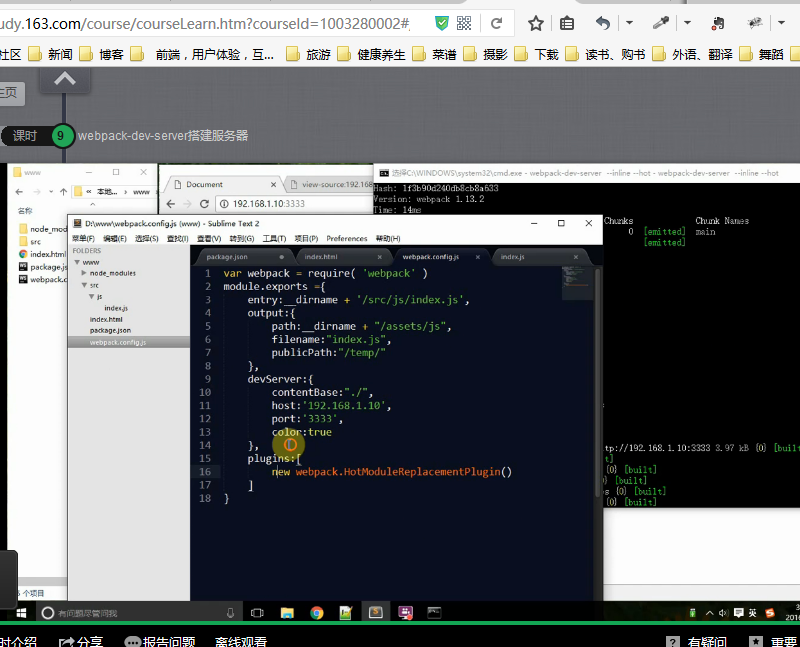 udy.163.com/course/courseLearn.htm?courseId=1003280002#
社区 新闻 博客 前端，用户体验，互... 旅游 健康养生 菜谱 摄影 下载 读书、购书 外语、翻译 舞蹈
主页
课时 9 webpack-dev-server搭建服务器
www
Document
view-source:192.168
选择C:\WINDOWS\system32\cmd.exe - webpack-dev-server --inline --hot - webpack-dev-server --inline --hot
« 本地... › www
192.168.1.10:3333
Hash: 1f3b90d240db8cb8a633
Version: webpack 1.13.2
Time: 14ms
名称
node_mod
src
index.html
package.js
webpack.c
Chunks Chunk Names
0 [emitted] main
[emitted]
D:\www\webpack.config.js (www) - Sublime Text 2
菜单(F) 编辑(E) 选择(S) 查找(I) 查看(V) 转到(G) 工具(T) 项目(P) Preferences 帮助(H)
FOLDERS
www
node_modules
src
js
index.js
index.html
package.json
webpack.config.js
package.json index.html webpack.config.js index.js
1 var webpack = require( 'webpack' )
2 module.exports ={
3 entry:__dirname + '/src/js/index.js',
4 output:{
5 path:__dirname + "/assets/js",
6 filename:"index.js",
7 publicPath:"/temp/"
8 },
9 devServer:{
10 contentBase:"./",
11 host:'192.168.1.10',
12 port:'3333',
13 color:true
14 },
15 plugins:[
16 new webpack.HotModuleReplacementPlugin()
17 ]
18 }
tp://192.168.1.10:3333 3.97 kB {0} [built]
t]
{0} [built]
} [built]
s {0} [built]
{0} [built]
5 个项目
有问题尽管问我
英
2016
时介绍 分享 报告问题 离线观看 有疑问 重要